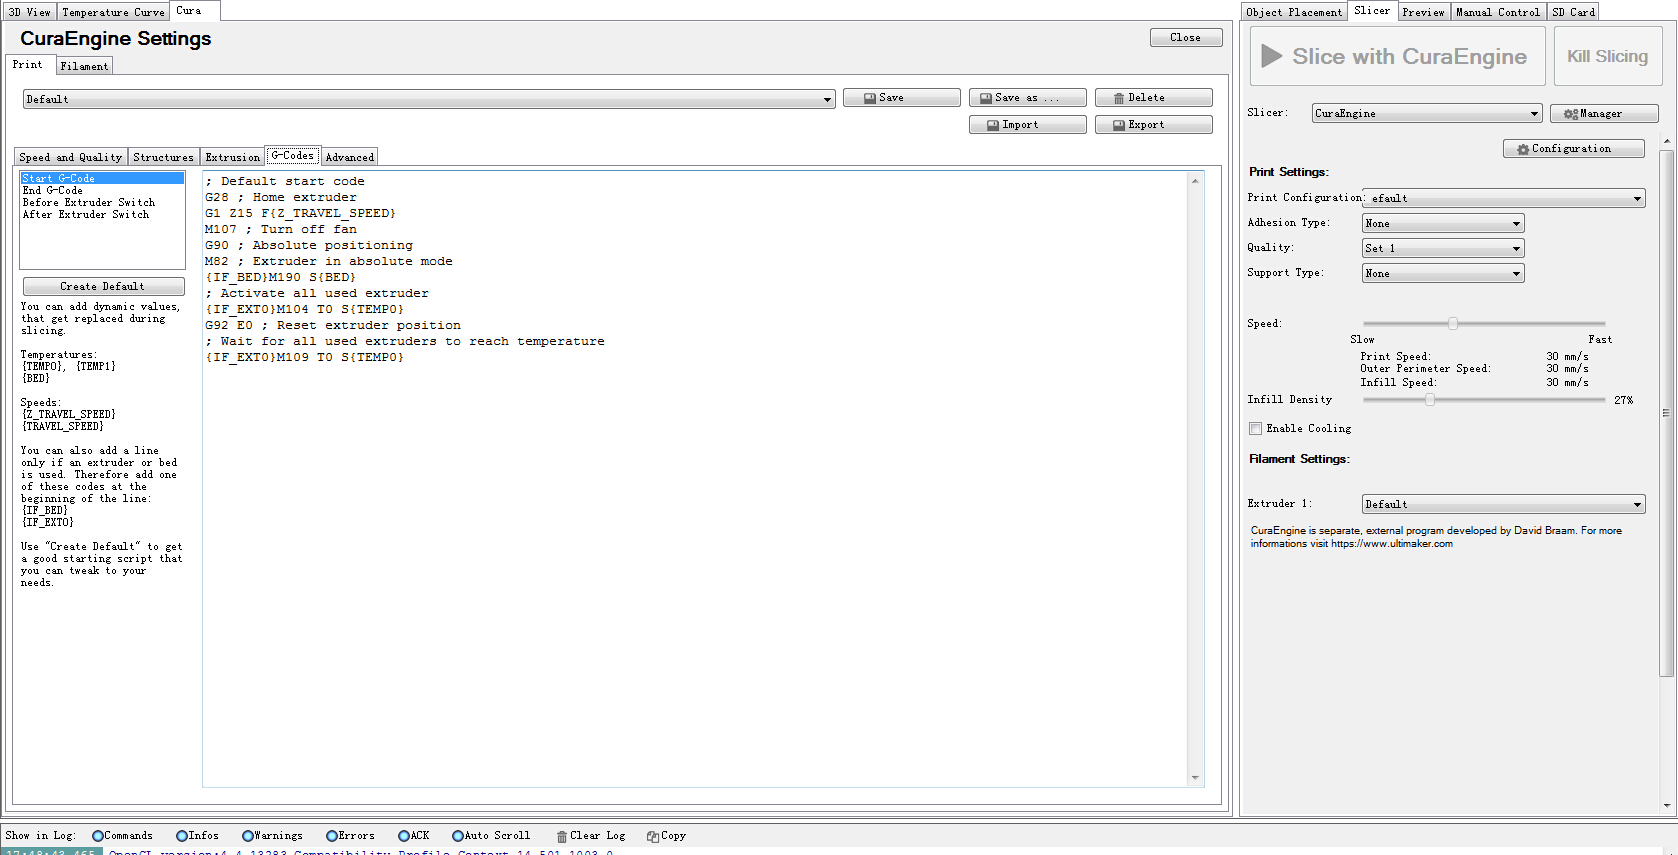 3D View Temperature Curve Cura
CuraEngine Settings
Close
Print Filament
Default Save Save as ... Delete
Import Export
Speed and Quality Structures Extrusion G-Codes Advanced
Start G-Code
End G-Code
Before Extruder Switch
After Extruder Switch
Create Default
You can add dynamic values,
that get replaced during
slicing.
Temperatures:
{TEMP0}, {TEMP1}
{BED}
Speeds:
{Z_TRAVEL_SPEED}
{TRAVEL_SPEED}
You can also add a line
only if an extruder or bed
is used. Therefore add one
of these codes at the
beginning of the line:
{IF_BED}
{IF_EXT0}
Use "Create Default" to get
a good starting script that
you can tweak to your
needs.
; Default start code
G28 ; Home extruder
G1 Z15 F{Z_TRAVEL_SPEED}
M107 ; Turn off fan
G90 ; Absolute positioning
M82 ; Extruder in absolute mode
{IF_BED}M190 S{BED}
; Activate all used extruder
{IF_EXT0}M104 T0 S{TEMP0}
G92 E0 ; Reset extruder position
; Wait for all used extruders to reach temperature
{IF_EXT0}M109 T0 S{TEMP0}
Object Placement Slicer Preview Manual Control SD Card
Slice with CuraEngine Kill Slicing
Slicer: CuraEngine Manager
Configuration
Print Settings:
Print Configuration: efault
Adhesion Type: None
Quality: Set 1
Support Type: None
Speed:
Slow Fast
Print Speed: 30 mm/s
Outer Perimeter Speed: 30 mm/s
Infill Speed: 30 mm/s
Infill Density 27%
Enable Cooling
Filament Settings:
Extruder 1: Default
CuraEngine is separate, external program developed by David Braam. For more
informations visit https://www.ultimaker.com
Show in Log: Commands Infos Warnings Errors ACK Auto Scroll Clear Log Copy
17:48:43.465 OpenGL version:4.4.13283 Compatibility Profile Context 14.501.1003.0